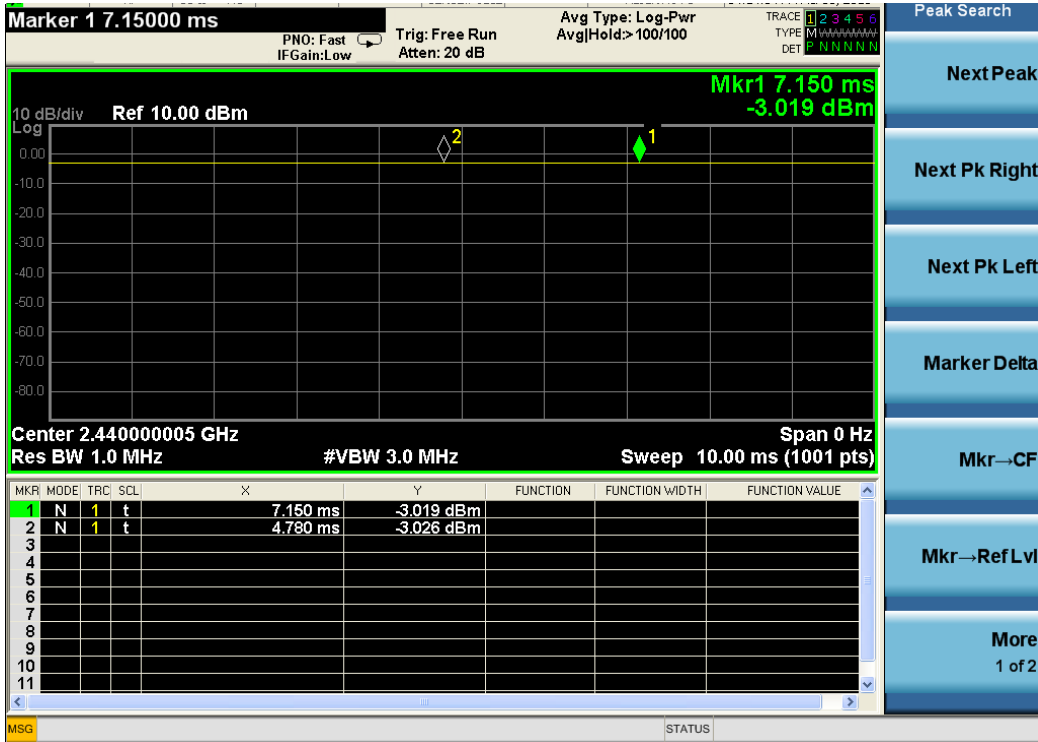 Marker 1 7.15000 ms
PNO: Fast
IFGain:Low
Trig: Free Run
Atten: 20 dB
Avg Type: Log-Pwr
Avg|Hold:>100/100
TRACE 1 2 3 4 5 6
TYPE M
DET P N N N N N
Peak Search
Mkr1 7.150 ms
-3.019 dBm
10 dB/div Ref 10.00 dBm
Log
2
1
0.00
-10.0
-20.0
-30.0
-40.0
-50.0
-60.0
-70.0
-80.0
Center 2.440000005 GHz Span 0 Hz
Res BW 1.0 MHz #VBW 3.0 MHz Sweep 10.00 ms (1001 pts)
MKR MODE TRC SCL X Y FUNCTION FUNCTION WIDTH FUNCTION VALUE
1 N 1 t 7.150 ms -3.019 dBm
2 N 1 t 4.780 ms -3.026 dBm
3
4
5
6
7
8
9
10
11
MSG STATUS
Next Peak
Next Pk Right
Next Pk Left
Marker Delta
Mkr→CF
Mkr→Ref Lvl
More
1 of 2